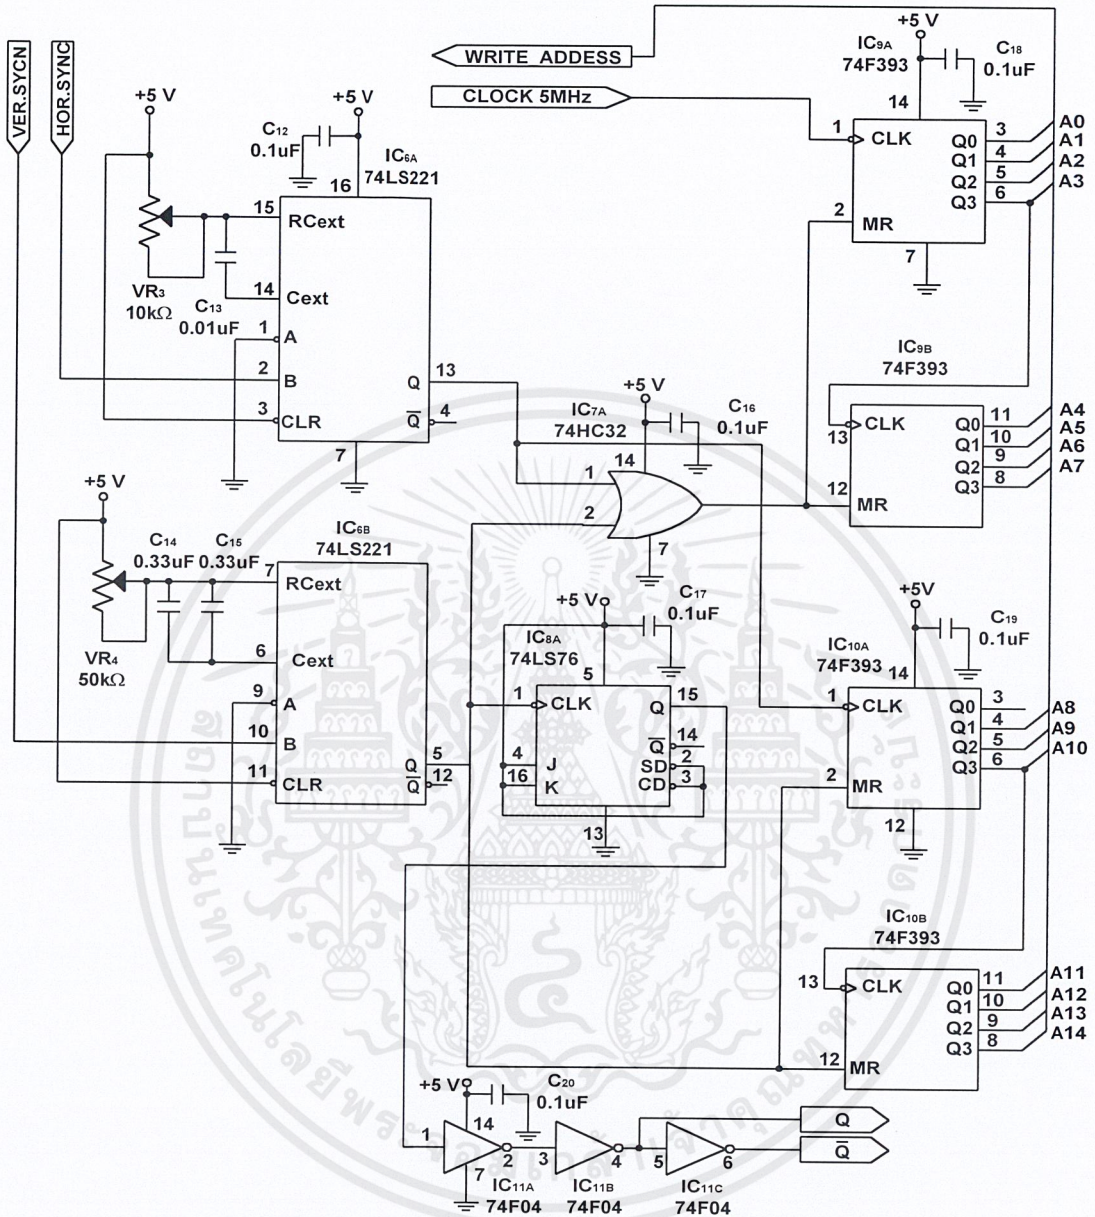 VER.SYCN
HOR.SYNC
WRITE ADDESS
CLOCK 5MHz
+5 V
IC9A
74F393
C18
0.1uF
14
1
CLK
Q0
3
A0
Q1
4
A1
Q2
5
A2
Q3
6
A3
2
MR
7
+5 V
+5 V
C12
0.1uF
IC6A
74LS221
16
15
RCext
VR3
10kΩ
C13
0.01uF
14
Cext
1
A
2
B
Q
13
3
CLR
Q̅
4
7
IC9B
74F393
13
CLK
Q0
11
A4
Q1
10
A5
Q2
9
A6
Q3
8
A7
12
MR
+5 V
IC7A
74HC32
C16
0.1uF
14
1
2
7
+5 V
C14
0.33uF
C15
0.33uF
IC6B
74LS221
7
RCext
VR4
50kΩ
6
Cext
9
A
10
B
Q
5
11
CLR
Q̅
12
+5 V
C17
0.1uF
IC8A
74LS76
5
1
CLK
Q
15
Q̅
14
4
J
SD
2
16
K
CD
3
13
+5V
IC10A
74F393
C19
0.1uF
14
1
CLK
Q0
3
Q1
4
A8
Q2
5
A9
Q3
6
A10
2
MR
12
IC10B
74F393
13
CLK
Q0
11
A11
Q1
10
A12
Q2
9
A13
Q3
8
A14
12
MR
+5 V
C20
0.1uF
14
1
2
7
3
4
5
6
IC11A
74F04
IC11B
74F04
IC11C
74F04
Q
Q̅